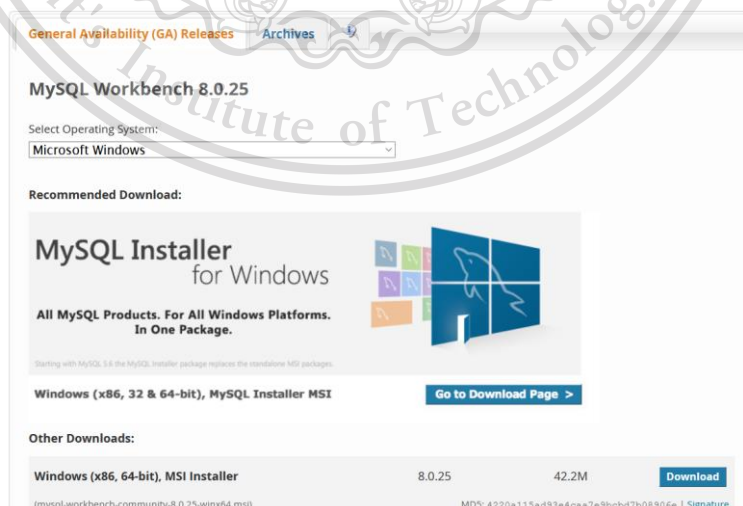 General Availability (GA) Releases Archives
MySQL Workbench 8.0.25
Select Operating System:
Microsoft Windows
Recommended Download:
MySQL Installer
for Windows
All MySQL Products. For All Windows Platforms.
In One Package.
Starting with MySQL 5.6 the MySQL Installer package replaces the standalone MSI packages.
Windows (x86, 32 & 64-bit), MySQL Installer MSI Go to Download Page >
Other Downloads:
Windows (x86, 64-bit), MSI Installer 8.0.25 42.2M Download
(mysql-workbench-community-8.0.25-winx64.msi) MD5: | Signature
Institute of Technolog